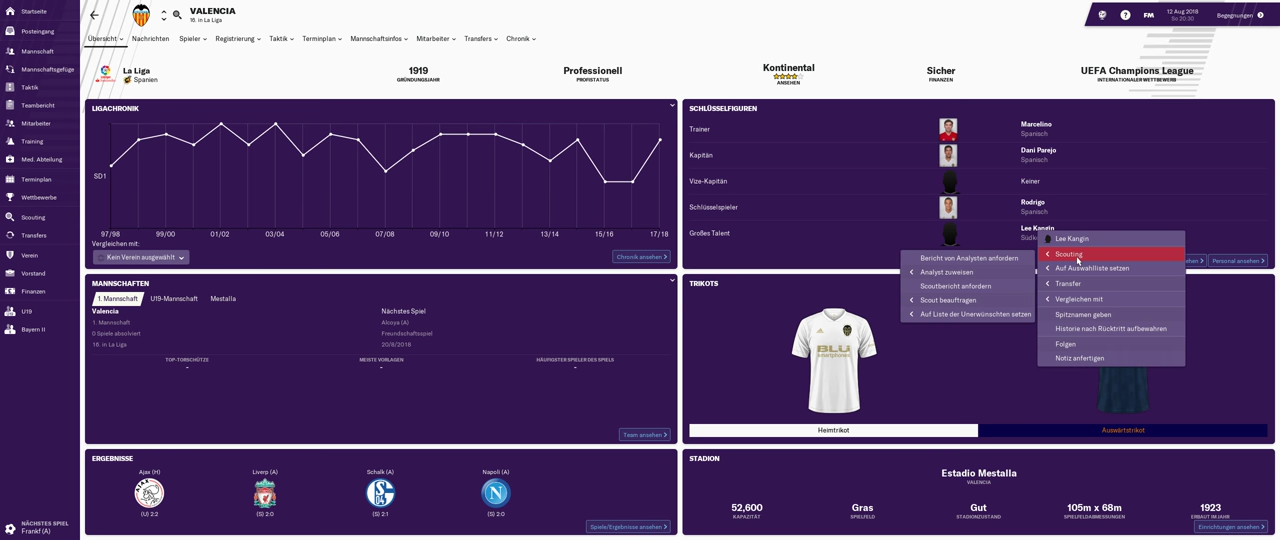 Startseite
Posteingang
Mannschaft
Mannschaftsgefüge
Taktik
Teambericht
Mitarbeiter
Training
Med. Abteilung
Terminplan
Wettbewerbe
Scouting
Transfers
Verein
Vorstand
Finanzen
U19
Bayern II
NÄCHSTES SPIEL
Frankf (A)
VALENCIA
16. in La Liga
FM
12 Aug 2018
So 20:30
Begegnungen
Übersicht Nachrichten Spieler Registrierung Taktik Terminplan Mannschaftsinfos Mitarbeiter Transfers Chronik
La Liga
Spanien
1919
GRÜNDUNGSJAHR
Professionell
PROFISTATUS
Kontinental
ANSEHEN
Sicher
FINANZEN
UEFA Champions League
INTERNATIONALER WETTBEWERB
LIGACHRONIK
SD1
97/98 99/00 01/02 03/04 05/06 07/08 09/10 11/12 13/14 15/16 17/18
Vergleichen mit:
Kein Verein ausgewählt
Chronik ansehen
SCHLÜSSELFIGUREN
Trainer
Marcelino
Spanisch
Kapitän
Dani Parejo
Spanisch
Vize-Kapitän
Keiner
Schlüsselspieler
Rodrigo
Spanisch
Großes Talent
Lee Kangin
Personal ansehen
Lee Kangin
Scouting
Auf Auswahlliste setzen
Transfer
Vergleichen mit
Spitznamen geben
Historie nach Rücktritt aufbewahren
Folgen
Notiz anfertigen
Bericht von Analysten anfordern
Analyst zuweisen
Scoutbericht anfordern
Scout beauftragen
Auf Liste der Unerwünschten setzen
MANNSCHAFTEN
1. Mannschaft U19-Mannschaft Mestalla
Valencia
1. Mannschaft
0 Spiele absolviert
16. in La Liga
Nächstes Spiel
Alcoya (A)
Freundschaftsspiel
20/8/2018
TOP-TORSCHÜTZE
-
MEISTE VORLAGEN
-
HÄUFIGSTER SPIELER DES SPIELS
-
Team ansehen
TRIKOTS
BLU
smartphones
Heimtrikot
Auswärtstrikot
ERGEBNISSE
Ajax (H)
AJAX
(U) 2:2
Liverp (A)
(S) 2:0
Schalk (A)
(S) 2:1
Napoli (A)
(S) 2:0
Spiele/Ergebnisse ansehen
STADION
Estadio Mestalla
VALENCIA
52,600
KAPAZITÄT
Gras
SPIELFELD
Gut
STADIONZUSTAND
105m x 68m
SPIELFELDABMESSUNGEN
1923
ERBAUT IM JAHR
Einrichtungen ansehen